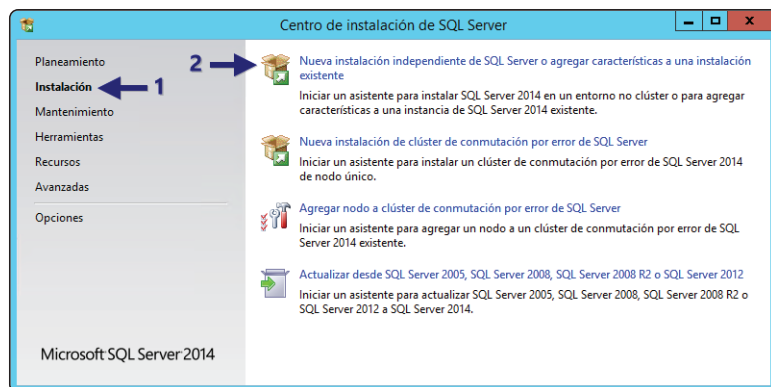 Centro de instalación de SQL Server
Planeamiento
Instalación
1
Mantenimiento
Herramientas
Recursos
Avanzadas
Opciones
Microsoft SQL Server 2014
2
Nueva instalación independiente de SQL Server o agregar características a una instalación
existente
Iniciar un asistente para instalar SQL Server 2014 en un entorno no clúster o para agregar
características a una instancia de SQL Server 2014 existente.
Nueva instalación de clúster de conmutación por error de SQL Server
Iniciar un asistente para instalar un clúster de conmutación por error de SQL Server 2014
de nodo único.
Agregar nodo a clúster de conmutación por error de SQL Server
Iniciar un asistente para agregar un nodo a un clúster de conmutación por error de SQL
Server 2014 existente.
Actualizar desde SQL Server 2005, SQL Server 2008, SQL Server 2008 R2 o SQL Server 2012
Iniciar un asistente para actualizar SQL Server 2005, SQL Server 2008, SQL Server 2008 R2 o
SQL Server 2012 a SQL Server 2014.